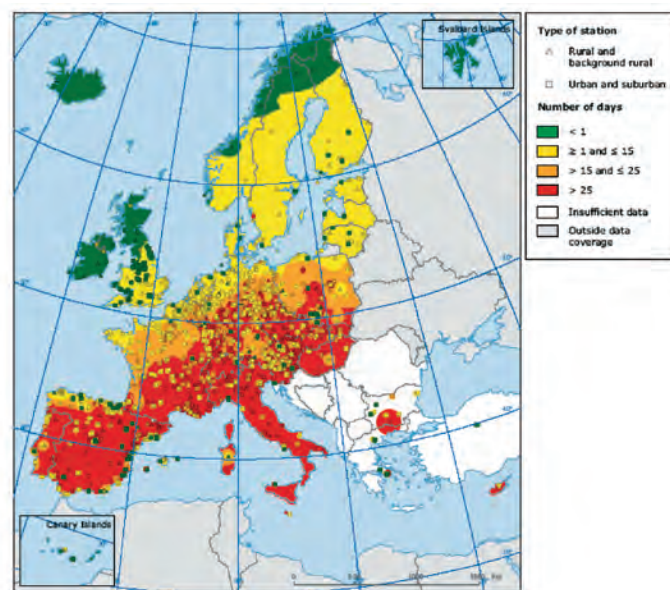 Svalbard Islands
Canary Islands
Type of station
Rural and
background rural
Urban and suburban
Number of days
< 1
≥ 1 and ≤ 15
> 15 and ≤ 25
> 25
Insufficient data
Outside data
coverage